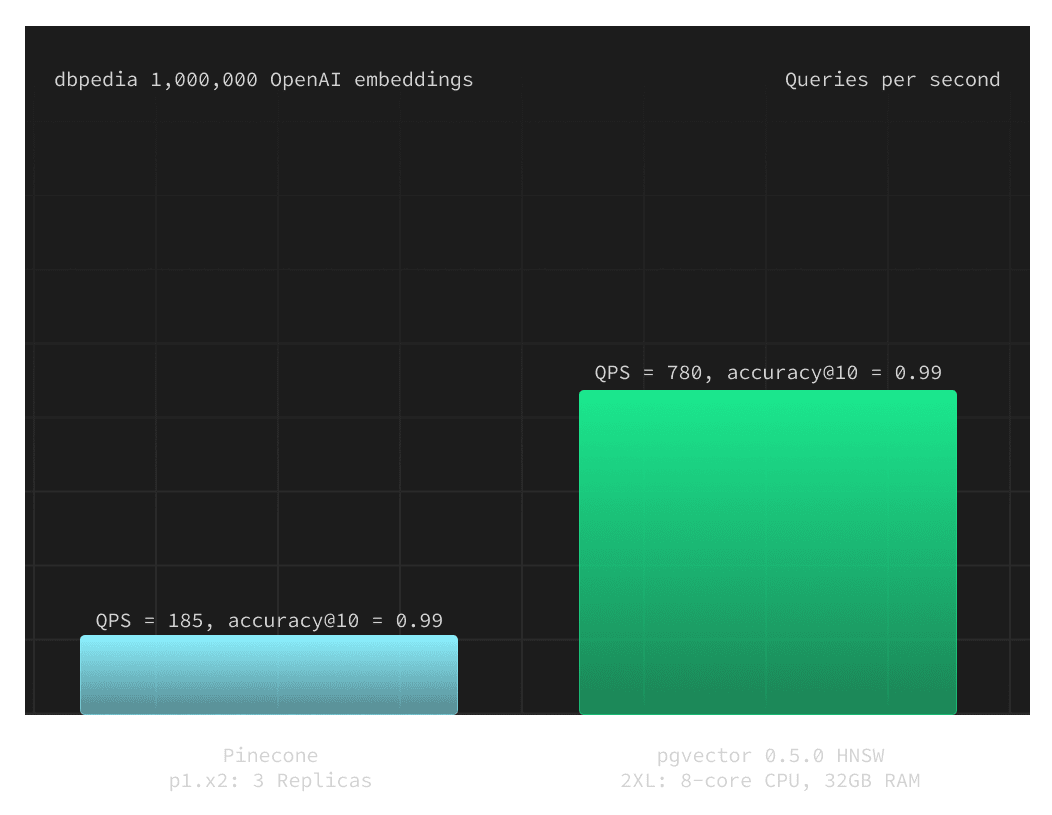 dbpedia 1,000,000 OpenAI embeddings
Queries per second
QPS = 780, accuracy@10 = 0.99
QPS = 185, accuracy@10 = 0.99
Pinecone
p1.x2: 3 Replicas
pgvector 0.5.0 HNSW
2XL: 8-core CPU, 32GB RAM